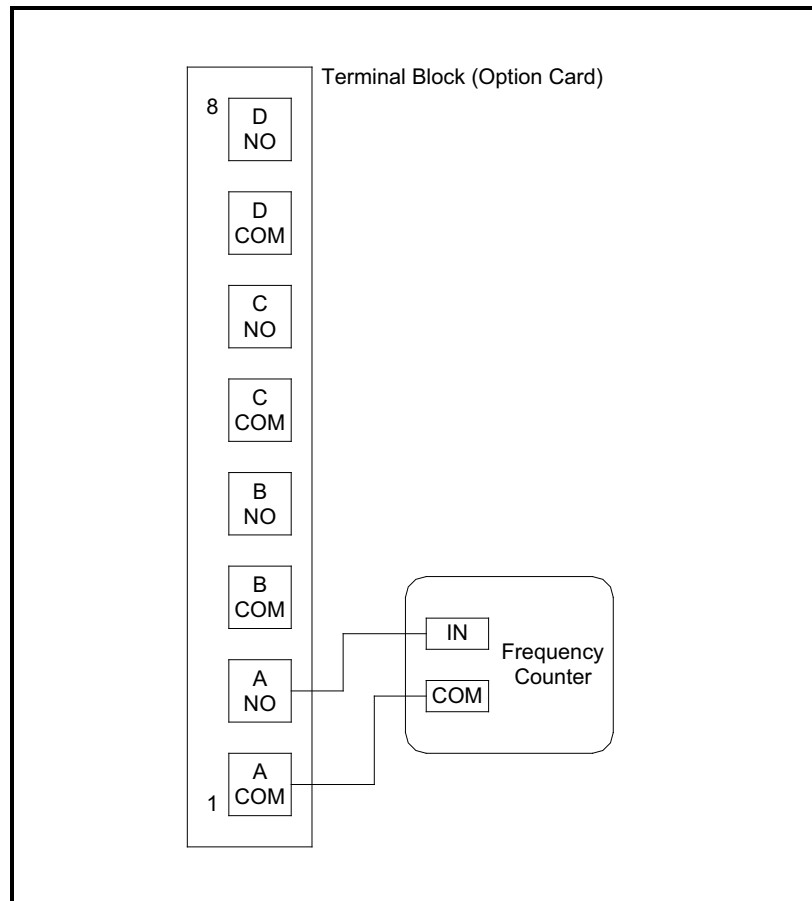 Terminal Block (Option Card)
8
D
NO
D
COM
C
NO
C
COM
B
NO
B
COM
A
NO
A
COM
1
IN
COM
Frequency
Counter